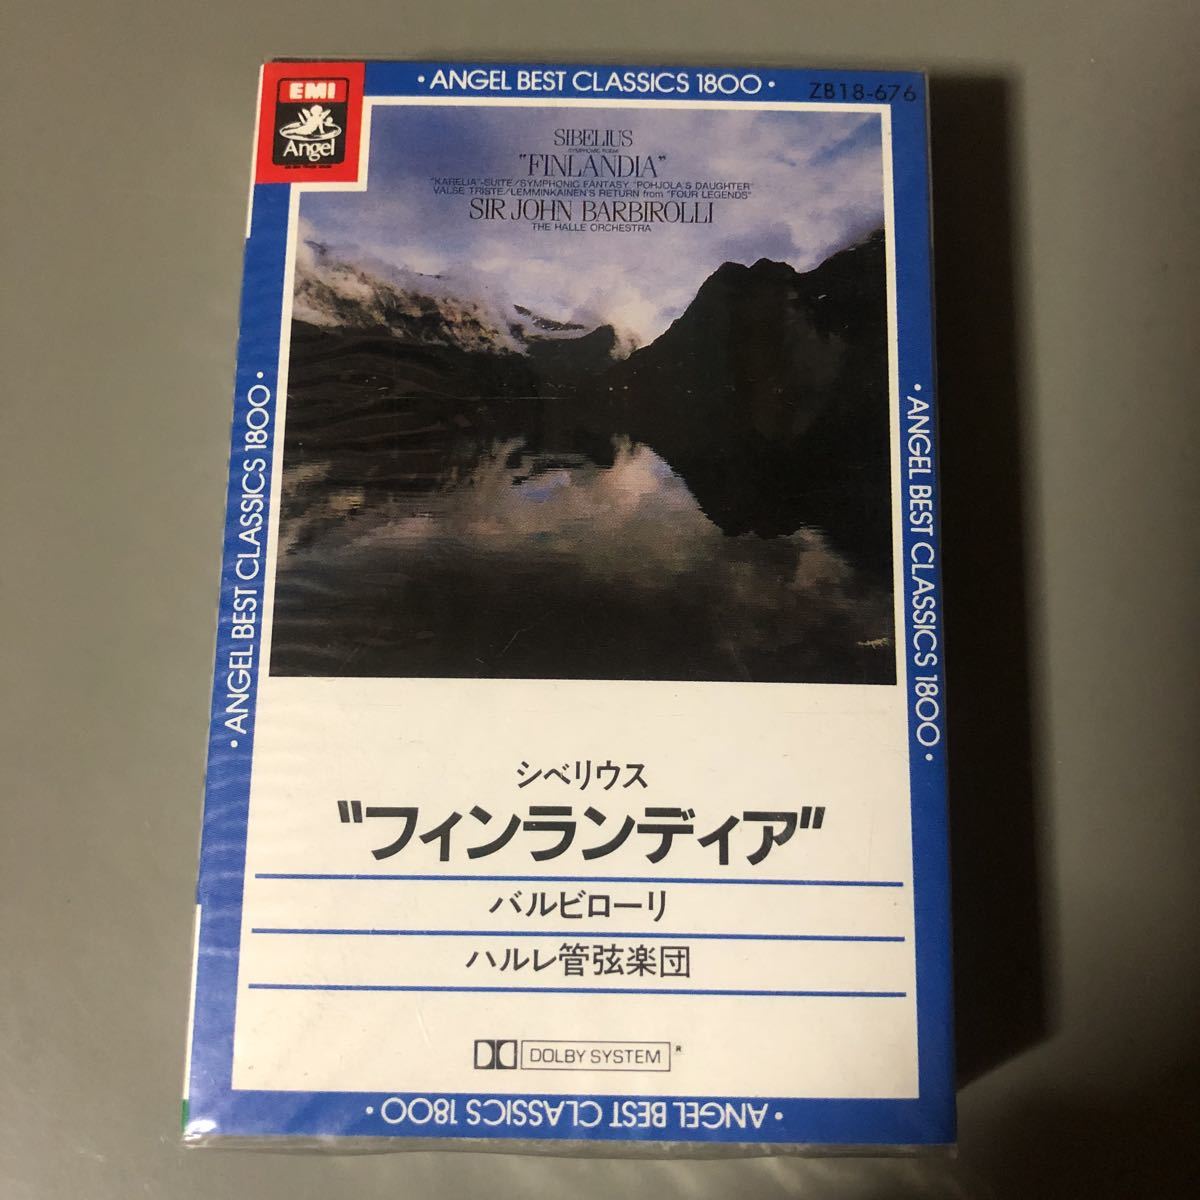 · ANGEL BEST CLASSICS 1800 ·
ZB18-676
EMI
Angel
SIBELIUS
SYMPHONIC POEM
"FINLANDIA"
"KARELIA"-SUITE/SYMPHONIC FANTASY "POHJOLA'S DAUGHTER"
VALSE TRISTE/LEMMINKAINEN'S RETURN from "FOUR LEGENDS"
SIR JOHN BARBIROLLI
THE HALLE ORCHESTRA
· ANGEL BEST CLASSICS 1800 ·
· ANGEL BEST CLASSICS 1800 ·
シベリウス
"フィンランディア"
バルビローリ
ハルレ管弦楽団
DOLBY SYSTEM ®
· ANGEL BEST CLASSICS 1800 ·